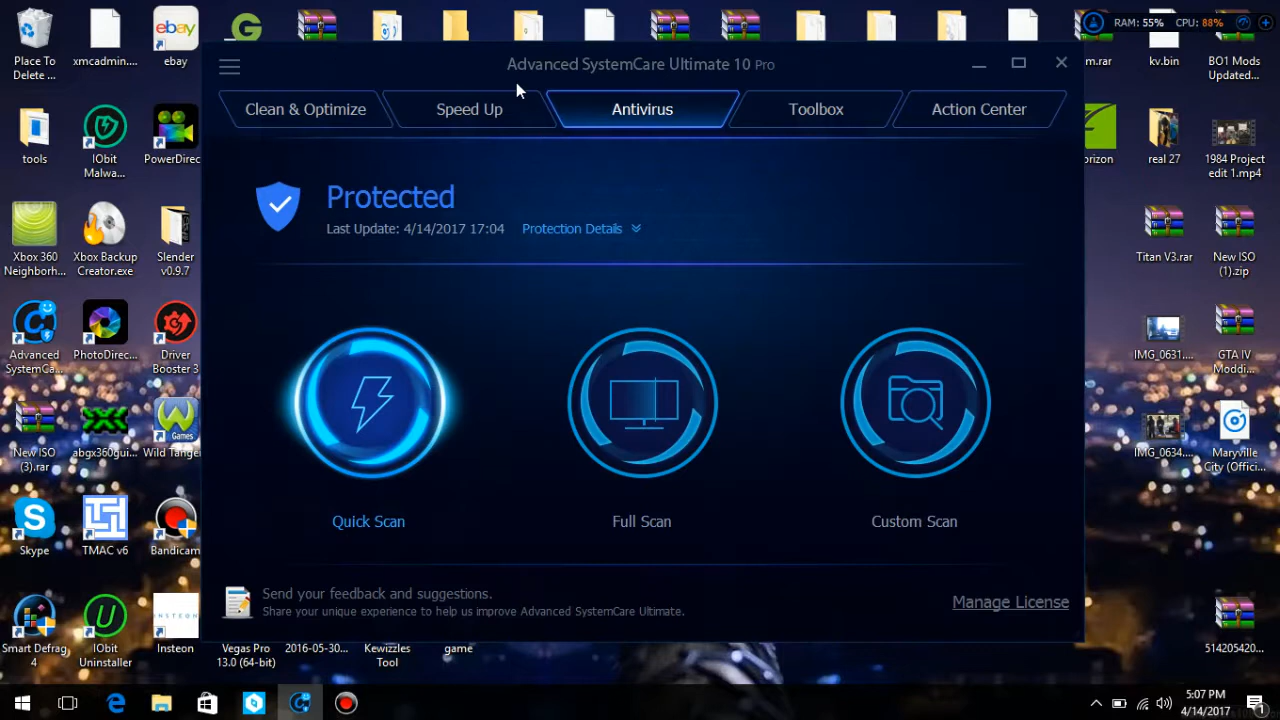 RAM: 55% CPU: 88%
Place To
Delete ...
xmcadmin....
ebay
ebay
kv.bin
BO1 Mods
Updated...
Advanced SystemCare Ultimate 10 Pro
Clean & Optimize
Speed Up
Antivirus
Toolbox
Action Center
tools
IObit
Malwa...
real 27
1984 Project
edit 1.mp4
Protected
Last Update: 4/14/2017 17:04
Protection Details
Xbox 360
Neighborh...
Xbox Backup
Creator.exe
Slender
v0.9.7
Titan V3.rar
New ISO
(1).zip
Advanced
SystemCa...
PhotoDirec...
Driver
Booster 3
IMG_0631....
GTA IV
Moddi...
New ISO
(3).rar
abgx360gui...
Games
IMG_0634....
Maryville
City (Offici...
Quick Scan
Full Scan
Custom Scan
Skype
TMAC v6
Bandicam
Send your feedback and suggestions.
Share your unique experience to help us improve Advanced SystemCare Ultimate.
Manage License
INSTEON
Smart Defrag
4
IObit
Uninstaller
Insteon
Vegas Pro
13.0 (64-bit)
2016-05-30...
Kewizzles
Tool
game
514205420...
5:07 PM
4/14/2017
1